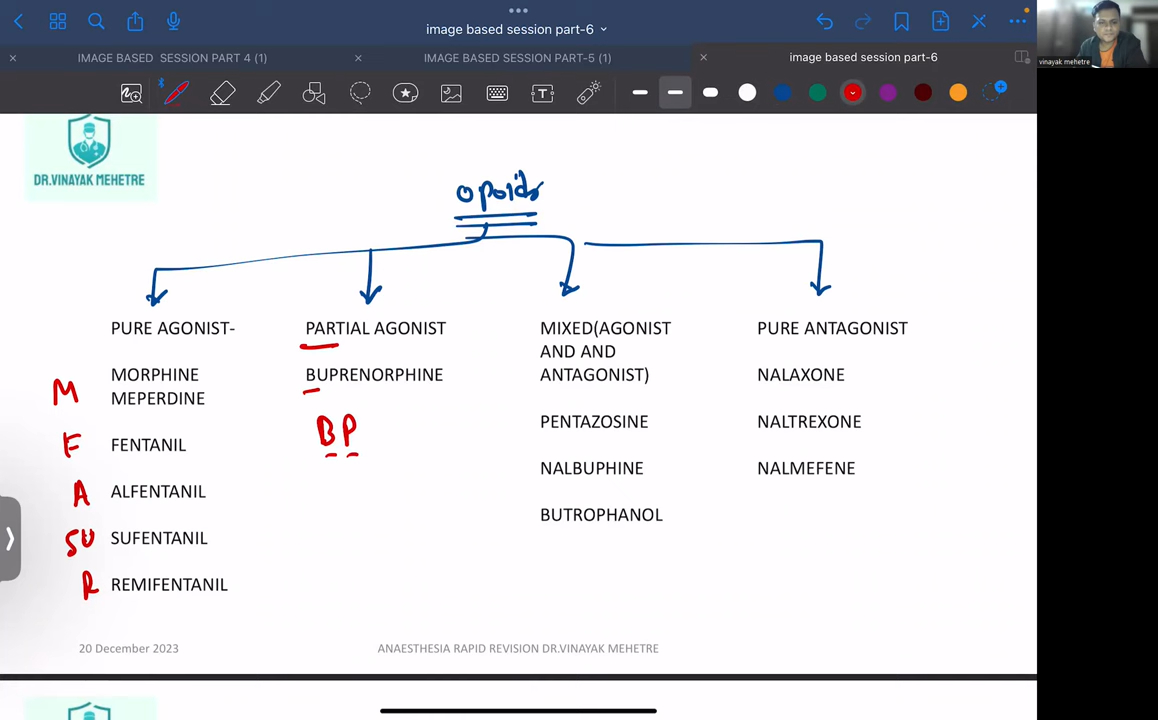 image based session part-6
IMAGE BASED SESSION PART 4 (1)
IMAGE BASED SESSION PART-5 (1)
image based session part-6
vinayak mehetre
DR.VINAYAK MEHETRE
opoids
PURE AGONIST-
MORPHINE
MEPERDINE
FENTANIL
ALFENTANIL
SUFENTANIL
REMIFENTANIL
M
F
A
SU
R
PARTIAL AGONIST
BUPRENORPHINE
BP
MIXED(AGONIST
AND AND
ANTAGONIST)
PENTAZOSINE
NALBUPHINE
BUTROPHANOL
PURE ANTAGONIST
NALAXONE
NALTREXONE
NALMEFENE
20 December 2023
ANAESTHESIA RAPID REVISION DR.VINAYAK MEHETRE